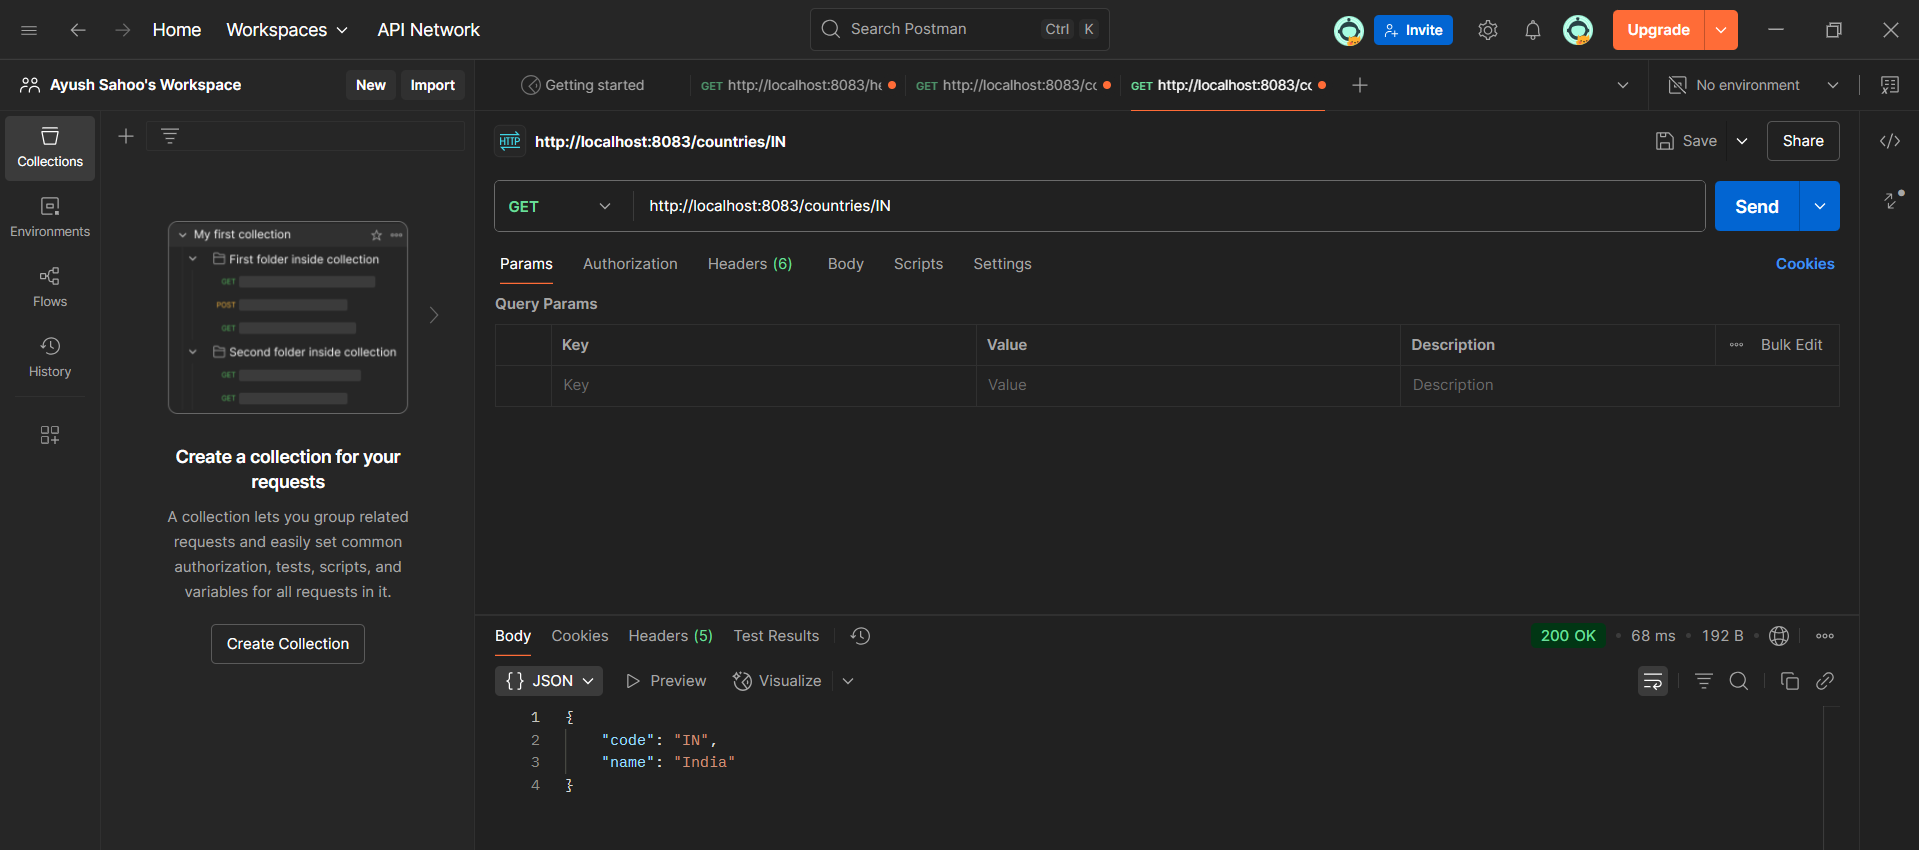 Home Workspaces API Network Search Postman Ctrl K Invite Upgrade
Ayush Sahoo's Workspace New Import Getting started GET http://localhost:8083/he GET http://localhost:8083/cc GET http://localhost:8083/cc No environment
Collections
Environments
Flows
History
My first collection
First folder inside collection
GET
POST
GET
Second folder inside collection
GET
GET
Create a collection for your
requests
A collection lets you group related
requests and easily set common
authorization, tests, scripts, and
variables for all requests in it.
Create Collection
HTTP http://localhost:8083/countries/IN Save Share
GET http://localhost:8083/countries/IN Send
Params Authorization Headers (6) Body Scripts Settings Cookies
Query Params
Key Value Description Bulk Edit
Key Value Description
Body Cookies Headers (5) Test Results 200 OK • 68 ms • 192 B
{} JSON Preview Visualize
1 {
2 "code": "IN",
3 "name": "India"
4 }